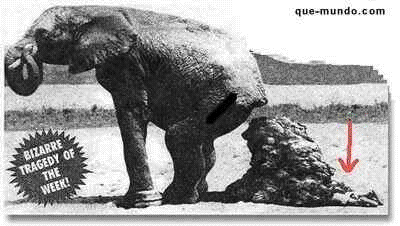 que-mundo.com
BIZARRE
TRAGEDY OF
THE
WEEK!